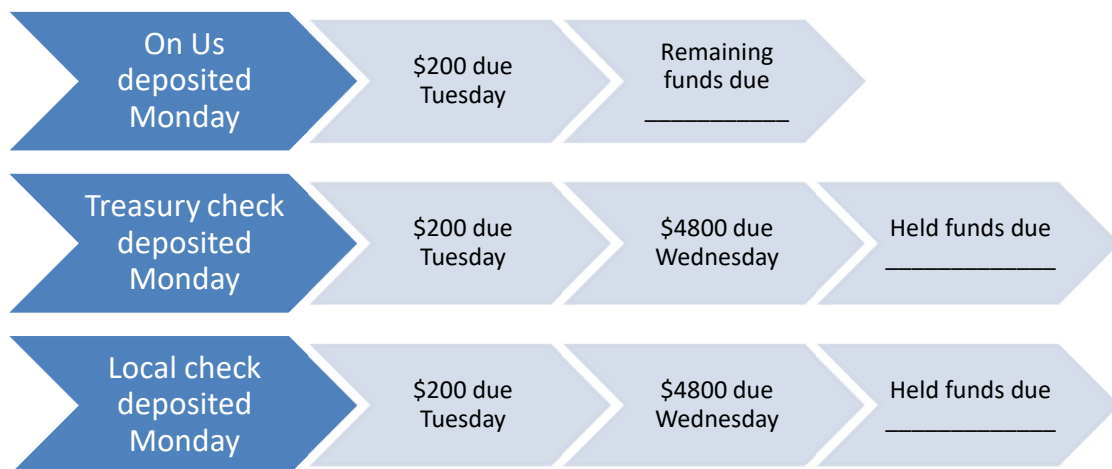 On Us
deposited
Monday
$200 due
Tuesday
Remaining
funds due
___________
Treasury check
deposited
Monday
$200 due
Tuesday
$4800 due
Wednesday
Held funds due
_____________
Local check
deposited
Monday
$200 due
Tuesday
$4800 due
Wednesday
Held funds due
_____________